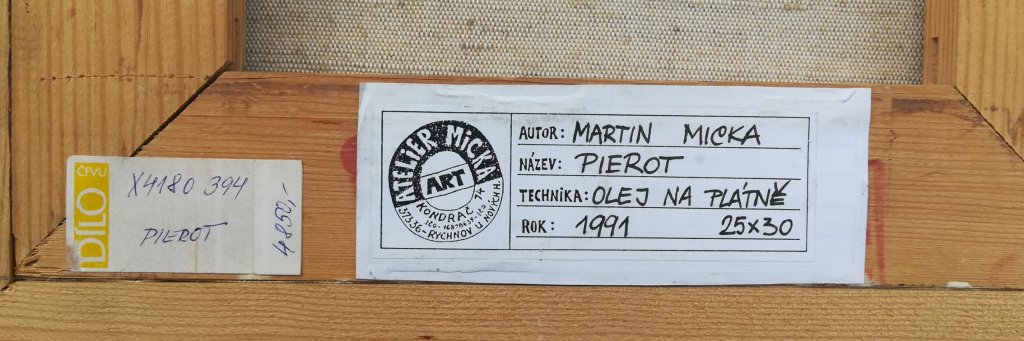 ČFVU
DÍLO
X4180 394
PIEROT
4850,-
ATELIER MICKA
ART
KONDRAČ 14
373 36 - RYCHNOV U NOVÝCH H.
AUTOR: MARTIN MICKA
NÁZEV: PIEROT
TECHNIKA: OLEJ NA PLÁTNĚ
ROK: 1991 25x30